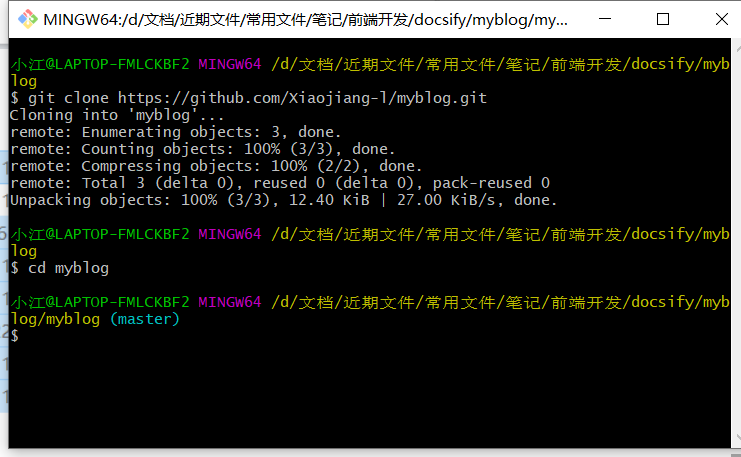 MINGW64:/d/文档/近期文件/常用文件/笔记/前端开发/docsify/myblog/my...
小江@LAPTOP-FMLCKBF2 MINGW64 /d/文档/近期文件/常用文件/笔记/前端开发/docsify/myb
log
$ git clone https://github.com/Xiaojiang-l/myblog.git
Cloning into 'myblog'...
remote: Enumerating objects: 3, done.
remote: Counting objects: 100% (3/3), done.
remote: Compressing objects: 100% (2/2), done.
remote: Total 3 (delta 0), reused 0 (delta 0), pack-reused 0
Unpacking objects: 100% (3/3), 12.40 KiB | 27.00 KiB/s, done.
小江@LAPTOP-FMLCKBF2 MINGW64 /d/文档/近期文件/常用文件/笔记/前端开发/docsify/myb
log
$ cd myblog
小江@LAPTOP-FMLCKBF2 MINGW64 /d/文档/近期文件/常用文件/笔记/前端开发/docsify/myb
log/myblog (master)
$